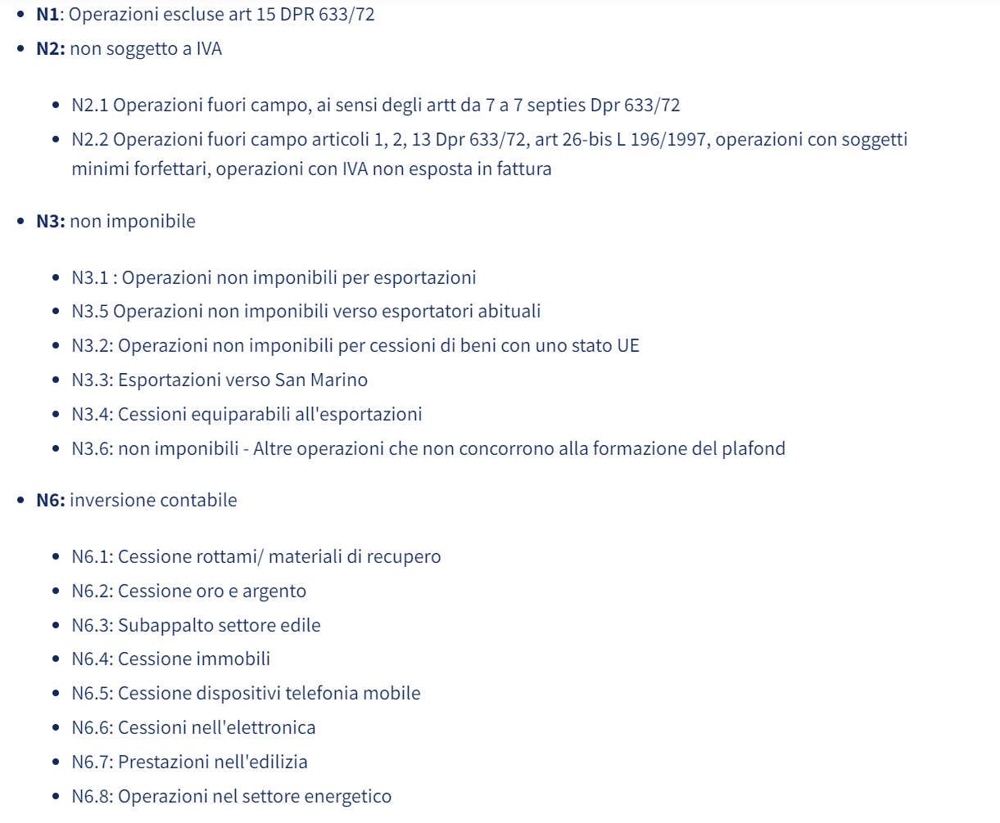 N1: Operazioni escluse art 15 DPR 633/72
N2: non soggetto a IVA
N2.1 Operazioni fuori campo, ai sensi degli artt da 7 a 7 septies Dpr 633/72
N2.2 Operazioni fuori campo articoli 1, 2, 13 Dpr 633/72, art 26-bis L 196/1997, operazioni con soggetti
minimi forfettari, operazioni con IVA non esposta in fattura
N3: non imponibile
N3.1 : Operazioni non imponibili per esportazioni
N3.5 Operazioni non imponibili verso esportatori abituali
N3.2: Operazioni non imponibili per cessioni di beni con uno stato UE
N3.3: Esportazioni verso San Marino
N3.4: Cessioni equiparabili all'esportazioni
N3.6: non imponibili - Altre operazioni che non concorrono alla formazione del plafond
N6: inversione contabile
N6.1: Cessione rottami/ materiali di recupero
N6.2: Cessione oro e argento
N6.3: Subappalto settore edile
N6.4: Cessione immobili
N6.5: Cessione dispositivi telefonia mobile
N6.6: Cessioni nell'elettronica
N6.7: Prestazioni nell'edilizia
N6.8: Operazioni nel settore energetico